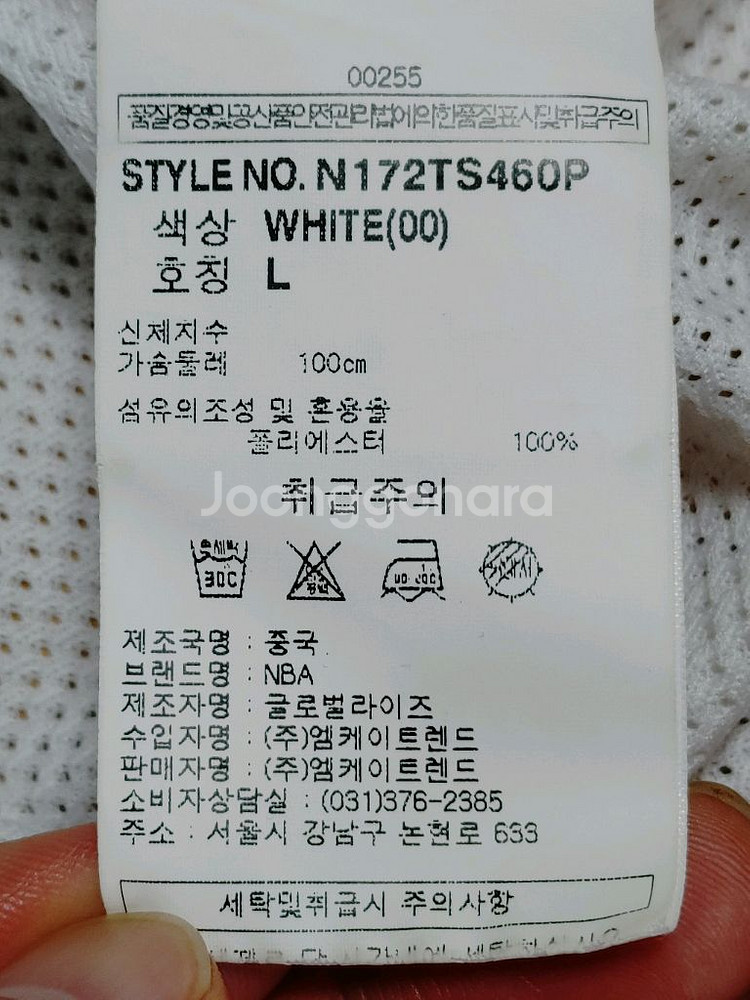 00255
품질경영및공산품안전관리법에의한품질표시및취급주의
STYLE NO. N172TS460P
색상 WHITE(00)
호칭 L
신체치수
가슴둘레 100cm
섬유의조성 및 혼용율
폴리에스터 100%
취급주의
Joonggonara
손세탁
30C
제조국명 : 중국
브랜드명 : NBA
제조자명 : 글로벌라이즈
수입자명 : (주)엠케이트렌드
판매자명 : (주)엠케이트렌드
소비자상담실 : (031)376-2385
주소 : 서울시 강남구 논현로 633
세탁및취급시 주의사항